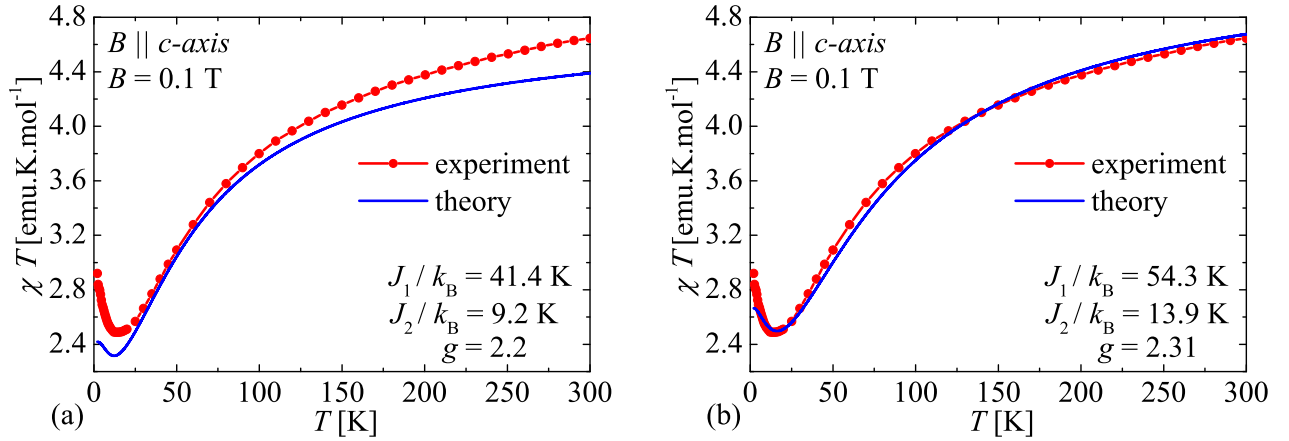 4.8
4.4
4.0
3.6
3.2
2.8
2.4
χ T [emu.K.mol⁻¹]
B || c-axis
B = 0.1 T
experiment
theory
J₁ / k_B = 41.4 K
J₂ / k_B = 9.2 K
g = 2.2
0 50 100 150 200 250 300
(a) T [K]
4.8
4.4
4.0
3.6
3.2
2.8
2.4
χ T [emu.K.mol⁻¹]
B || c-axis
B = 0.1 T
experiment
theory
J₁ / k_B = 54.3 K
J₂ / k_B = 13.9 K
g = 2.31
0 50 100 150 200 250 300
(b) T [K]